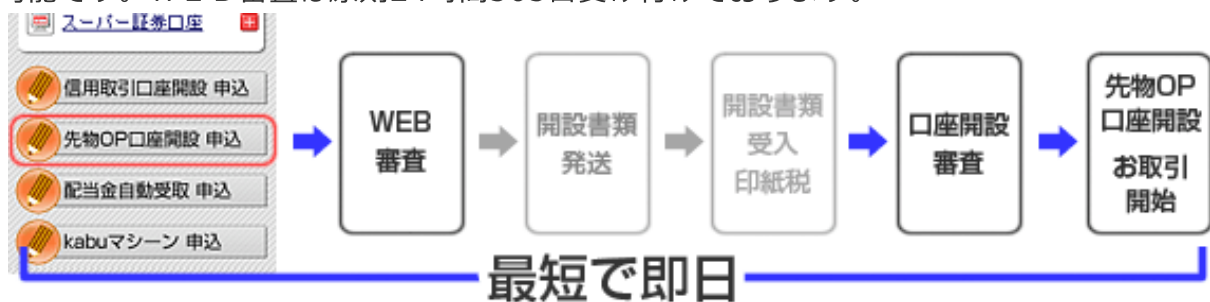 スーパー証券口座
信用取引口座開設 申込
先物OP口座開設 申込
配当金自動受取 申込
kabuマシーン 申込
WEB
審査
開設書類
発送
開設書類
受入
印紙税
口座開設
審査
先物OP
口座開設
お取引
開始
最短で即日